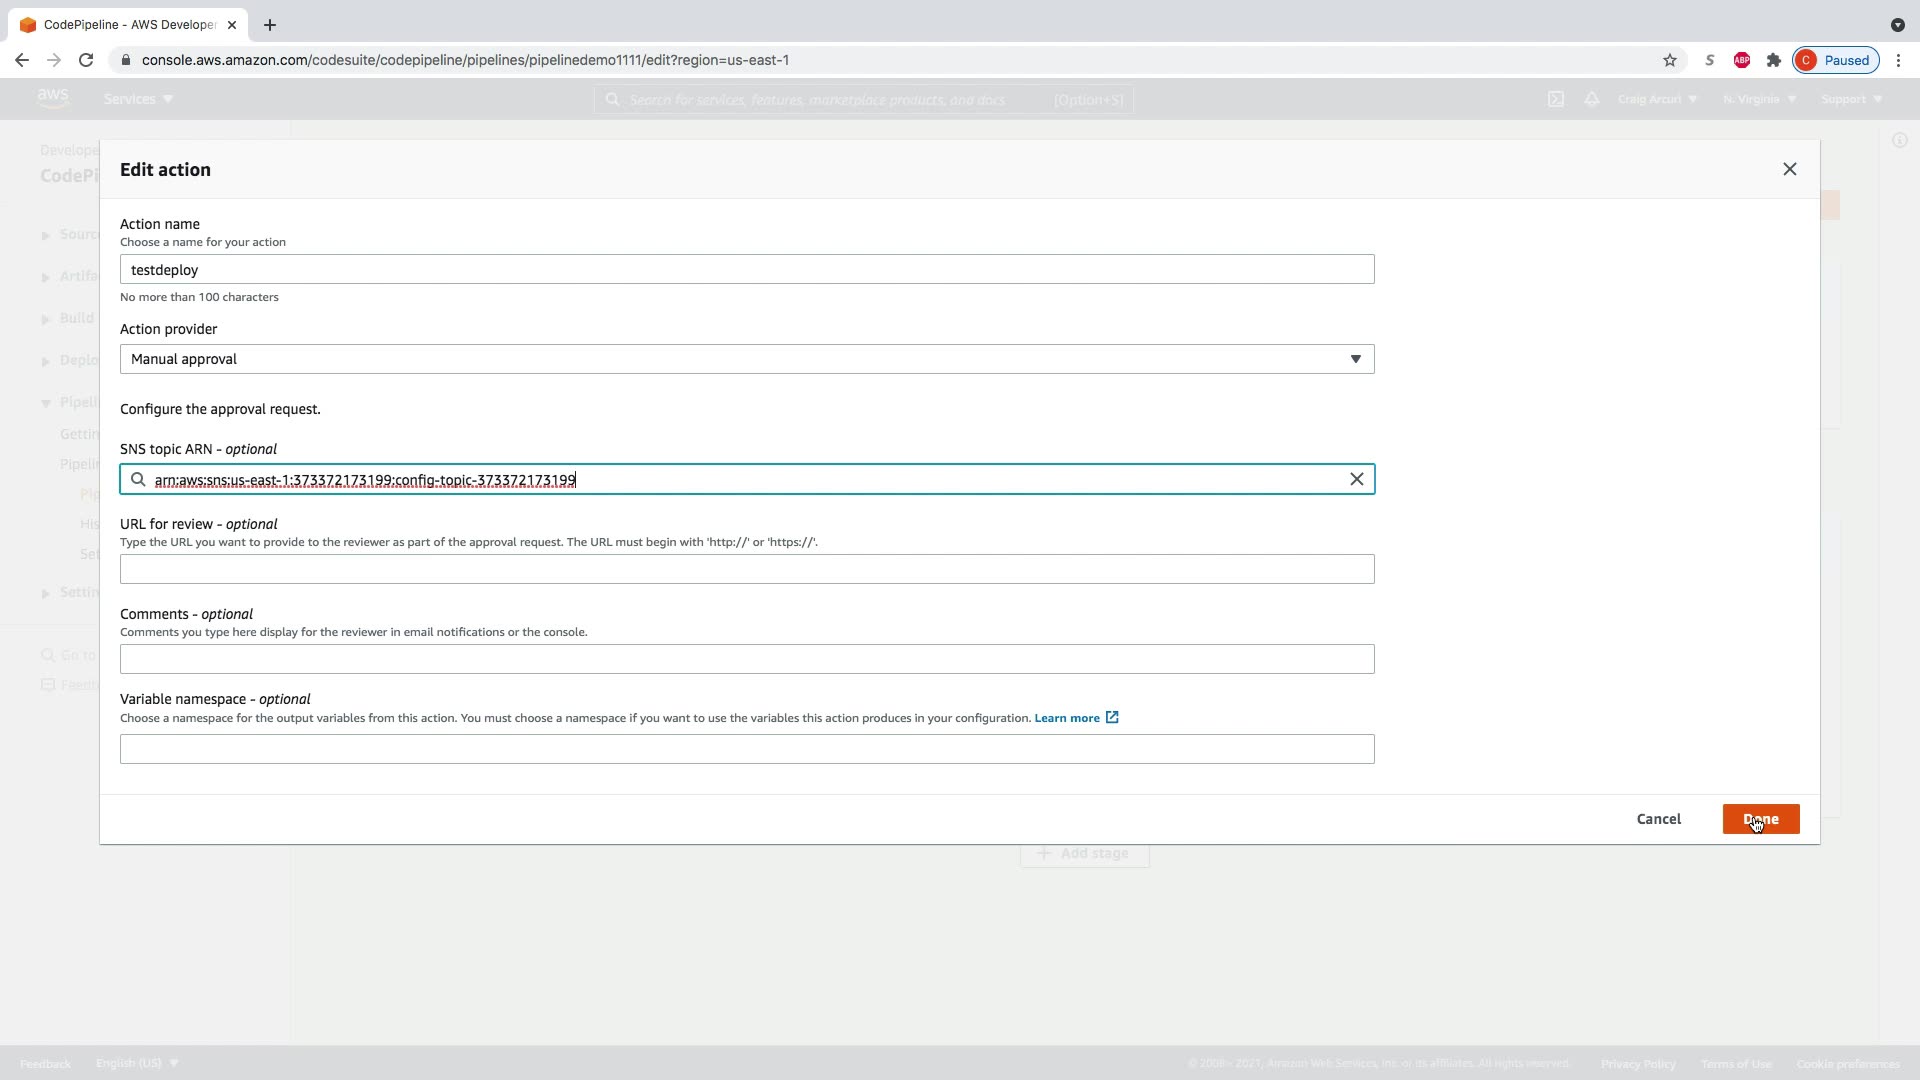 CodePipeline - AWS Developer
console.aws.amazon.com/codesuite/codepipeline/pipelines/pipelinedemo1111/edit?region=us-east-1
S
ABP
C Paused
aws
Services
Search for services, features, marketplace products, and docs [Option+S]
Craig Arcuri
N. Virginia
Support
Develope
CodePi
Edit action
Action name
Choose a name for your action
Sourc
testdeploy
Artifa
No more than 100 characters
Build
Action provider
Deplo
Manual approval
Pipeli
Configure the approval request.
Gettin
SNS topic ARN - optional
Pipelin
arn:aws:sns:us-east-1:373372173199:config-topic-373372173199
Pip
His
URL for review - optional
Type the URL you want to provide to the reviewer as part of the approval request. The URL must begin with 'http://' or 'https://'.
Set
Settin
Comments - optional
Comments you type here display for the reviewer in email notifications or the console.
Go to
Feedb
Variable namespace - optional
Choose a namespace for the output variables from this action. You must choose a namespace if you want to use the variables this action produces in your configuration. Learn more
Cancel
Done
Add stage
Feedback
English (US)
© 2008 - 2021, Amazon Web Services, Inc. or its affiliates. All rights reserved.
Privacy Policy
Terms of Use
Cookie preferences